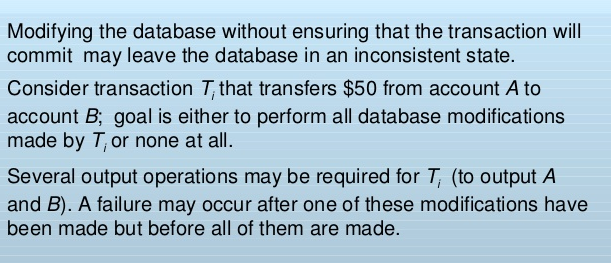 Modifying the database without ensuring that the transaction will
commit may leave the database in an inconsistent state.
Consider transaction Ti that transfers $50 from account A to
account B; goal is either to perform all database modifications
made by Ti or none at all.
Several output operations may be required for Ti (to output A
and B). A failure may occur after one of these modifications have
been made but before all of them are made.